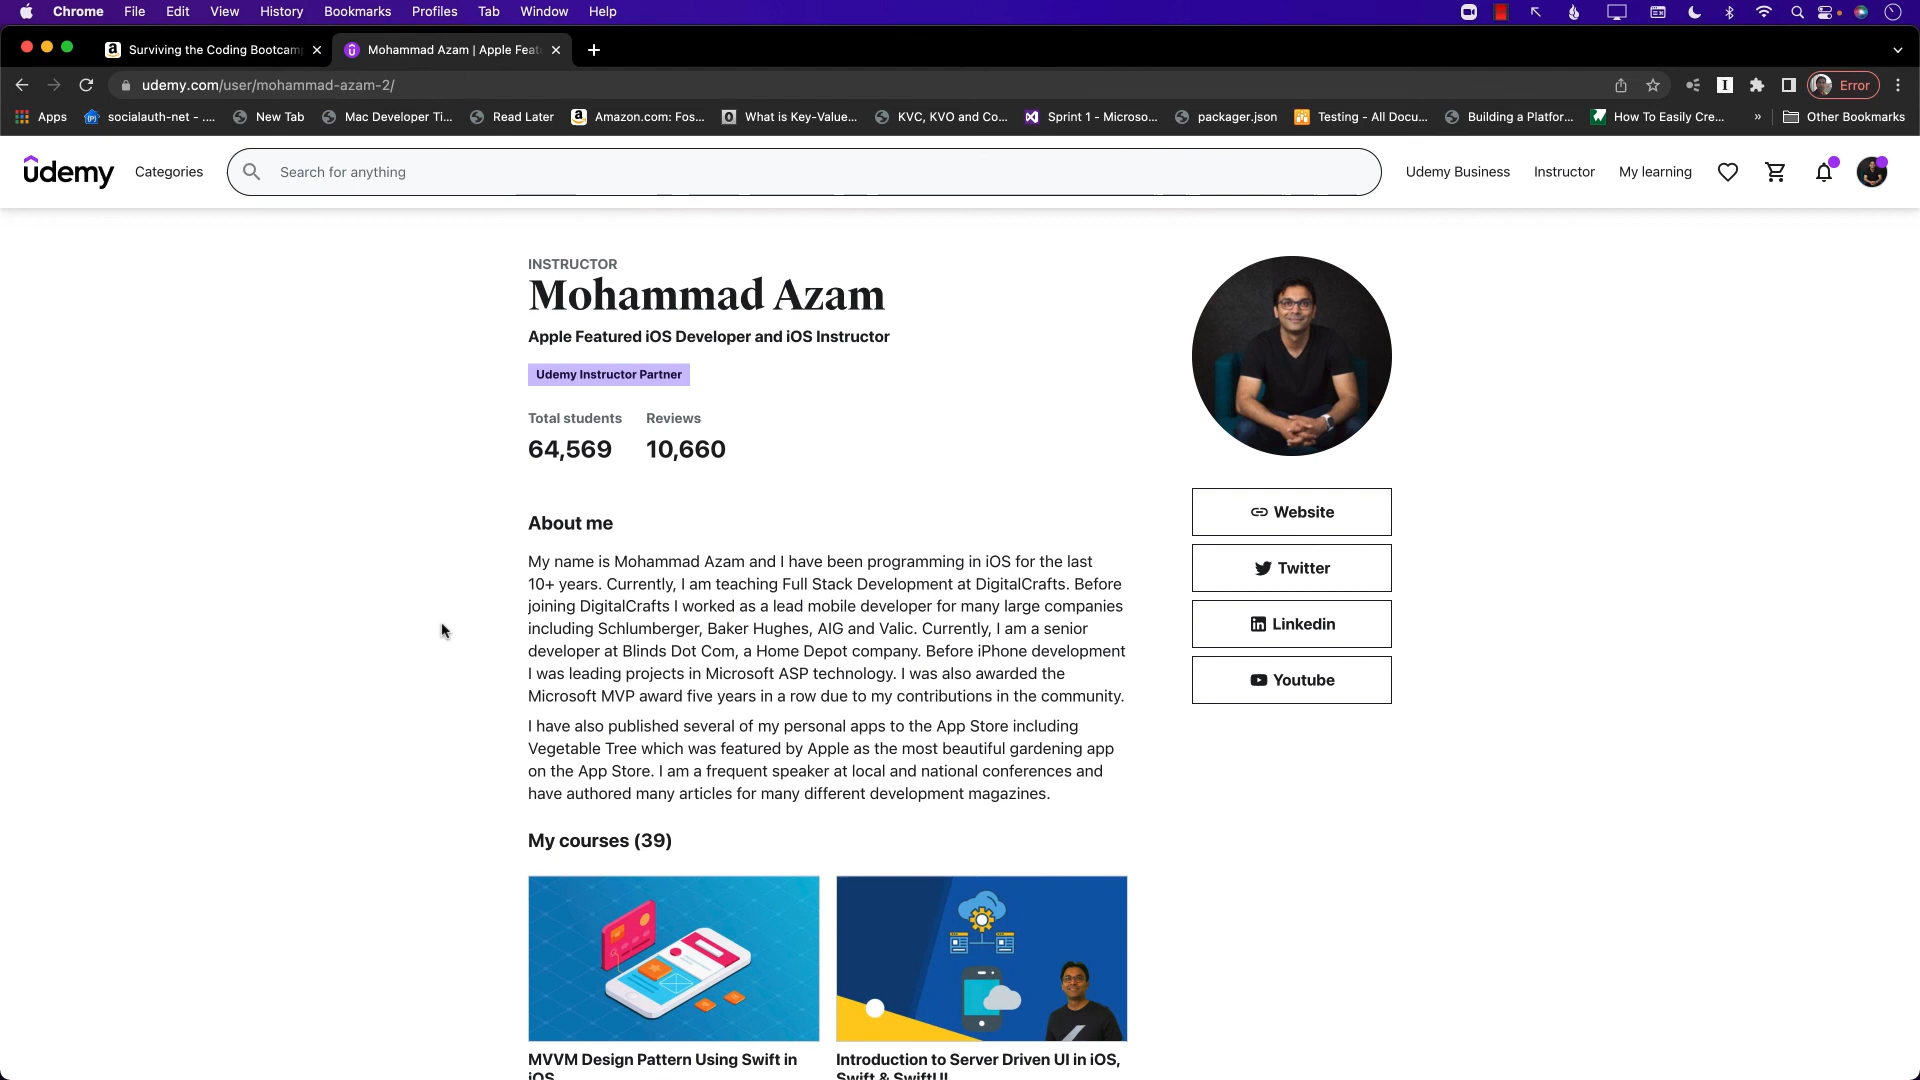 Chrome File Edit View History Bookmarks Profiles Tab Window Help
Surviving the Coding Bootcam
Mohammad Azam | Apple Feat
udemy.com/user/mohammad-azam-2/
Error
Apps
socialauth-net - ....
New Tab
Mac Developer Ti...
Read Later
Amazon.com: Fos...
What is Key-Value...
KVC, KVO and Co...
Sprint 1 - Microso...
packager.json
Testing - All Docu...
Building a Platfor...
How To Easily Cre...
»
Other Bookmarks
udemy
Categories
Search for anything
Udemy Business
Instructor
My learning
INSTRUCTOR
Mohammad Azam
Apple Featured iOS Developer and iOS Instructor
Udemy Instructor Partner
Total students Reviews
64,569 10,660
About me
My name is Mohammad Azam and I have been programming in iOS for the last
10+ years. Currently, I am teaching Full Stack Development at DigitalCrafts. Before
joining DigitalCrafts I worked as a lead mobile developer for many large companies
including Schlumberger, Baker Hughes, AIG and Valic. Currently, I am a senior
developer at Blinds Dot Com, a Home Depot company. Before iPhone development
I was leading projects in Microsoft ASP technology. I was also awarded the
Microsoft MVP award five years in a row due to my contributions in the community.
I have also published several of my personal apps to the App Store including
Vegetable Tree which was featured by Apple as the most beautiful gardening app
on the App Store. I am a frequent speaker at local and national conferences and
have authored many articles for many different development magazines.
Website
Twitter
Linkedin
Youtube
My courses (39)
MVVM Design Pattern Using Swift in
iOS
Introduction to Server Driven UI in iOS,
Swift & SwiftUI